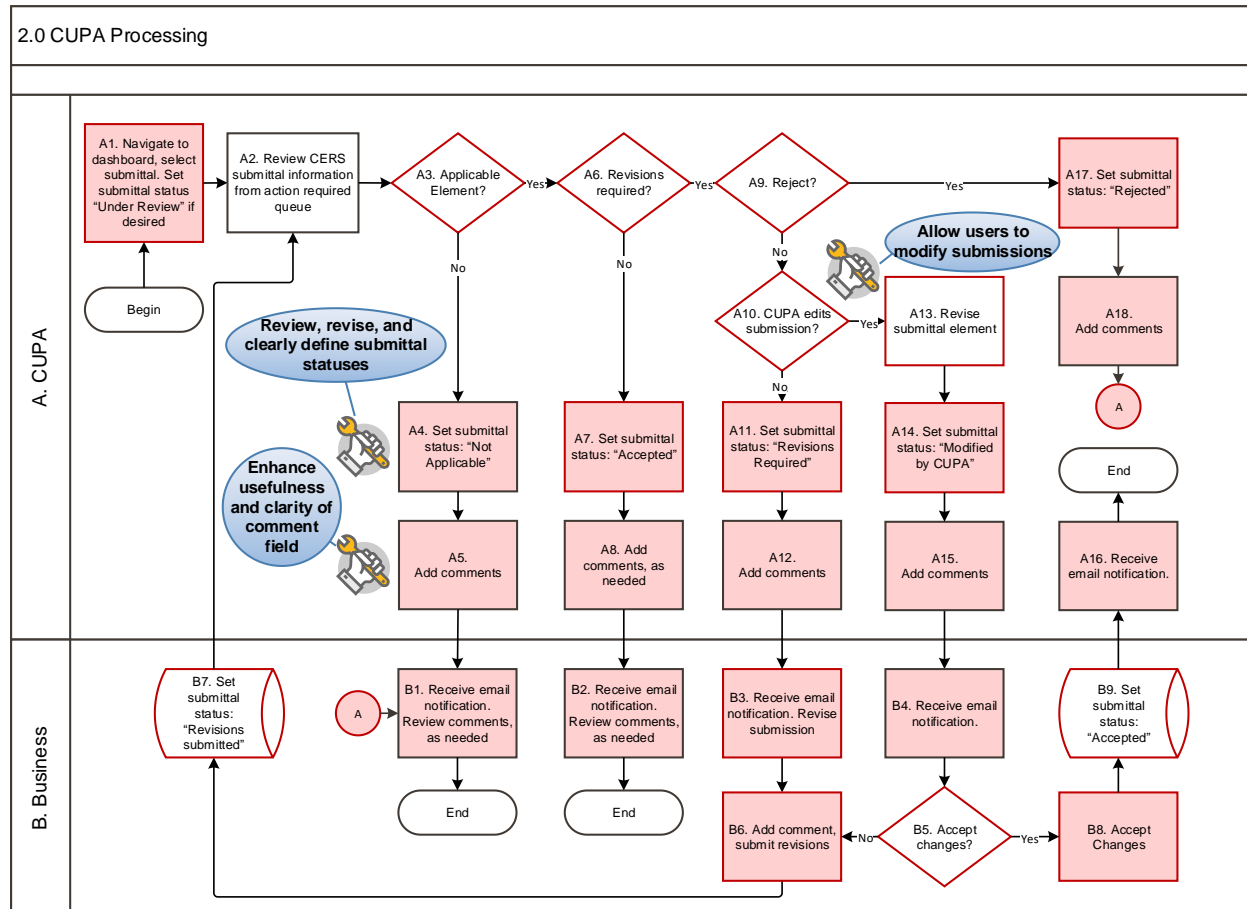 2.0 CUPA Processing
A. CUPA
A1. Navigate to
dashboard, select
submittal. Set
submittal status
“Under Review” if
desired
A2. Review CERS
submittal information
from action required
queue
A3. Applicable
Element?
Yes
A6. Revisions
required?
Yes
A9. Reject?
Yes
A17. Set submittal
status: “Rejected”
Begin
No
No
No
Allow users to
modify submissions
Review, revise, and
clearly define submittal
statuses
A10. CUPA edits
submission?
Yes
A13. Revise
submittal element
A18.
Add comments
No
A
A4. Set submittal
status: “Not
Applicable”
A7. Set submittal
status: “Accepted”
A11. Set submittal
status: “Revisions
Required”
A14. Set submittal
status: “Modified
by CUPA”
End
Enhance
usefulness
and clarity of
comment
field
A5.
Add comments
A8. Add
comments, as
needed
A12.
Add comments
A15.
Add comments
A16. Receive
email notification.
B. Business
B7. Set
submittal
status:
“Revisions
submitted”
A
B1. Receive email
notification.
Review comments,
as needed
B2. Receive email
notification.
Review comments,
as needed
B3. Receive email
notification. Revise
submission
B4. Receive email
notification.
B9. Set
submittal
status:
“Accepted”
End
End
B6. Add comment,
submit revisions
No
B5. Accept
changes?
Yes
B8. Accept
Changes